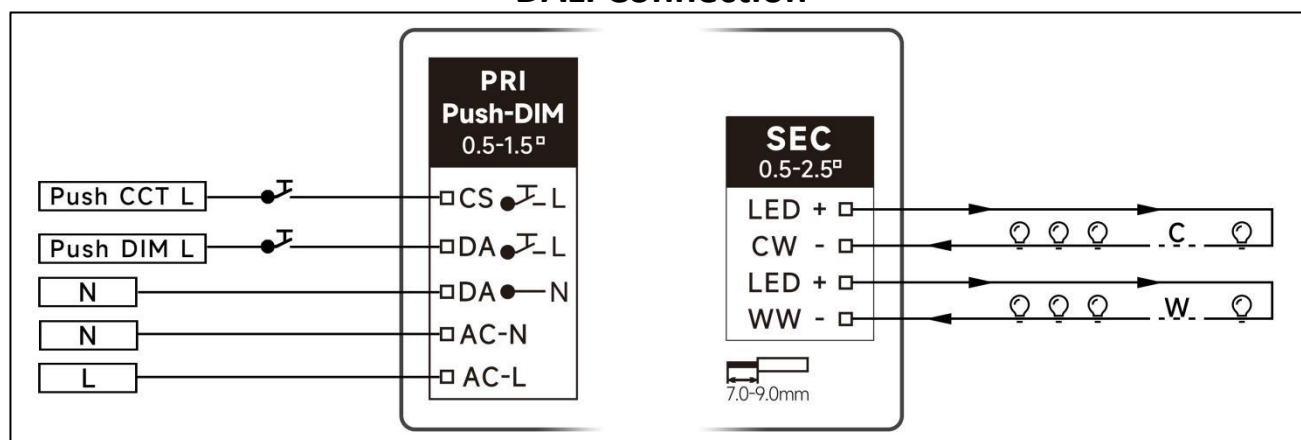 DALI Connection
PRI
Push-DIM
0.5-1.5▫
Push CCT L
CS L
Push DIM L
DA L
N
DA N
N
AC-N
L
AC-L
SEC
0.5-2.5▫
LED +
CW -
C
LED +
WW -
W
7.0-9.0mm